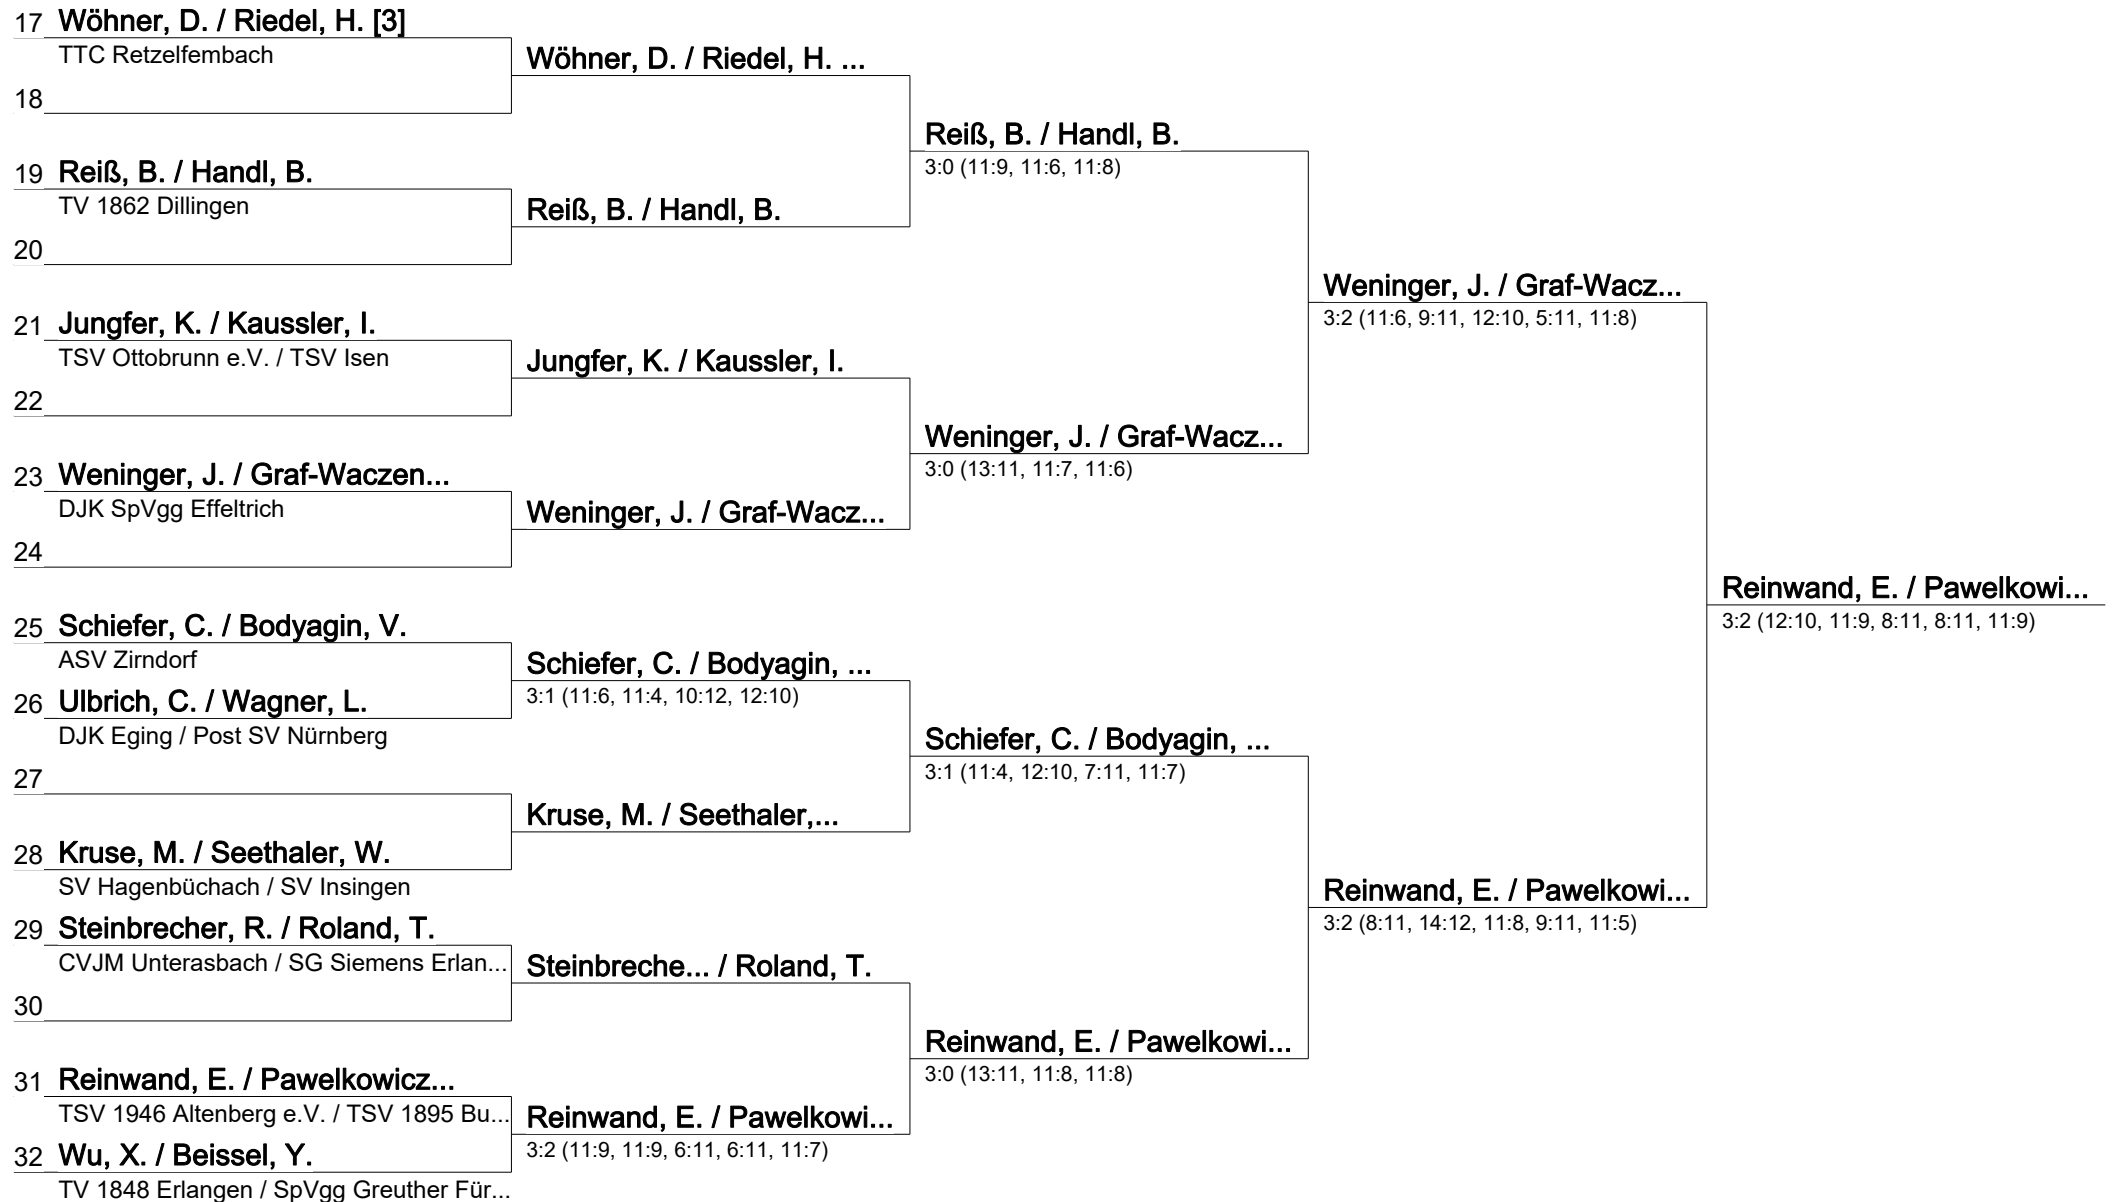 17 Wöhner, D. / Riedel, H. [3]
TTC Retzelfembach
18
19 Reiß, B. / Handl, B.
TV 1862 Dillingen
20
21 Jungfer, K. / Kaussler, I.
TSV Ottobrunn e.V. / TSV Isen
22
23 Weninger, J. / Graf-Waczen...
DJK SpVgg Effeltrich
24
25 Schiefer, C. / Bodyagin, V.
ASV Zirndorf
26 Ulbrich, C. / Wagner, L.
DJK Eging / Post SV Nürnberg
27
28 Kruse, M. / Seethaler, W.
SV Hagenbüchach / SV Insingen
29 Steinbrecher, R. / Roland, T.
CVJM Unterasbach / SG Siemens Erlan...
30
31 Reinwand, E. / Pawelkowicz...
TSV 1946 Altenberg e.V. / TSV 1895 Bu...
32 Wu, X. / Beissel, Y.
TV 1848 Erlangen / SpVgg Greuther Für...
Wöhner, D. / Riedel, H. ...
Reiß, B. / Handl, B.
Jungfer, K. / Kaussler, I.
Weninger, J. / Graf-Wacz...
Schiefer, C. / Bodyagin, ...
3:1 (11:6, 11:4, 10:12, 12:10)
Kruse, M. / Seethaler,...
Steinbreche... / Roland, T.
Reinwand, E. / Pawelkowi...
3:2 (11:9, 11:9, 6:11, 6:11, 11:7)
Reiß, B. / Handl, B.
3:0 (11:9, 11:6, 11:8)
Weninger, J. / Graf-Wacz...
3:0 (13:11, 11:7, 11:6)
Schiefer, C. / Bodyagin, ...
3:1 (11:4, 12:10, 7:11, 11:7)
Reinwand, E. / Pawelkowi...
3:0 (13:11, 11:8, 11:8)
Weninger, J. / Graf-Wacz...
3:2 (11:6, 9:11, 12:10, 5:11, 11:8)
Reinwand, E. / Pawelkowi...
3:2 (8:11, 14:12, 11:8, 9:11, 11:5)
Reinwand, E. / Pawelkowi...
3:2 (12:10, 11:9, 8:11, 8:11, 11:9)